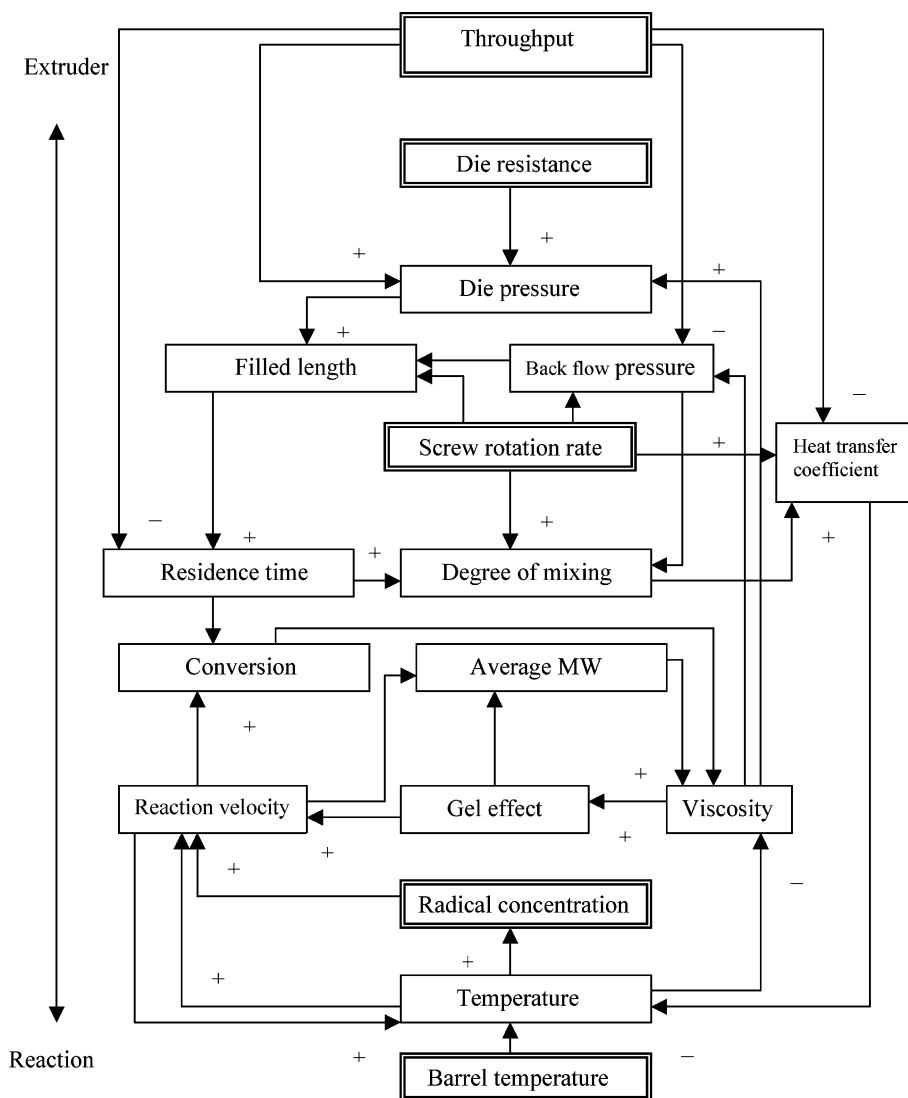 Throughput
Extruder
Die resistance
+
+
+
Die pressure
+
−
Filled length
Back flow pressure
−
Screw rotation rate
+
Heat transfer
coefficient
−
+
+
+
+
Residence time
Degree of mixing
Conversion
Average MW
+
+
Reaction velocity
Gel effect
Viscosity
+
+
+
−
Radical concentration
+
+
Temperature
Reaction
+
−
Barrel temperature